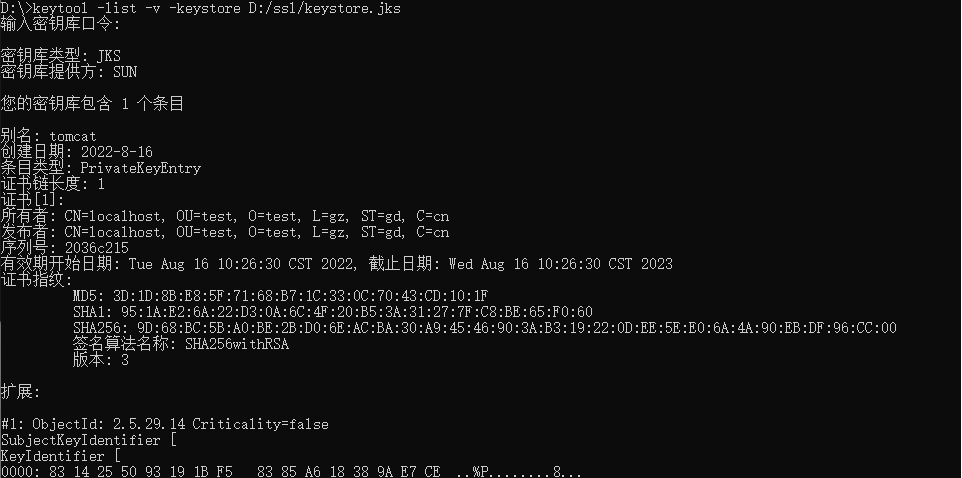 D:\>keytool -list -v -keystore D:/ssl/keystore.jks
输入密钥库口令:
密钥库类型: JKS
密钥库提供方: SUN
您的密钥库包含 1 个条目
别名: tomcat
创建日期: 2022-8-16
条目类型: PrivateKeyEntry
证书链长度: 1
证书[1]:
所有者: CN=localhost, OU=test, O=test, L=gz, ST=gd, C=cn
发布者: CN=localhost, OU=test, O=test, L=gz, ST=gd, C=cn
序列号: 2036c215
有效期开始日期: Tue Aug 16 10:26:30 CST 2022, 截止日期: Wed Aug 16 10:26:30 CST 2023
证书指纹:
MD5: 3D:1D:8B:E8:5F:71:68:B7:1C:33:0C:70:43:CD:10:1F
SHA1: 95:1A:E2:6A:22:D3:0A:6C:4F:20:B5:3A:31:27:7F:C8:BE:65:F0:60
SHA256: 9D:68:BC:5B:A0:BE:2B:D0:6E:AC:BA:30:A9:45:46:90:3A:B3:19:22:0D:EE:5E:E0:6A:4A:90:EB:DF:96:CC:00
签名算法名称: SHA256withRSA
版本: 3
扩展:
#1: ObjectId: 2.5.29.14 Criticality=false
SubjectKeyIdentifier [
KeyIdentifier [
0000: 83 14 25 50 93 19 1B F5   83 85 A6 18 38 9A E7 CE  ..%P........8...